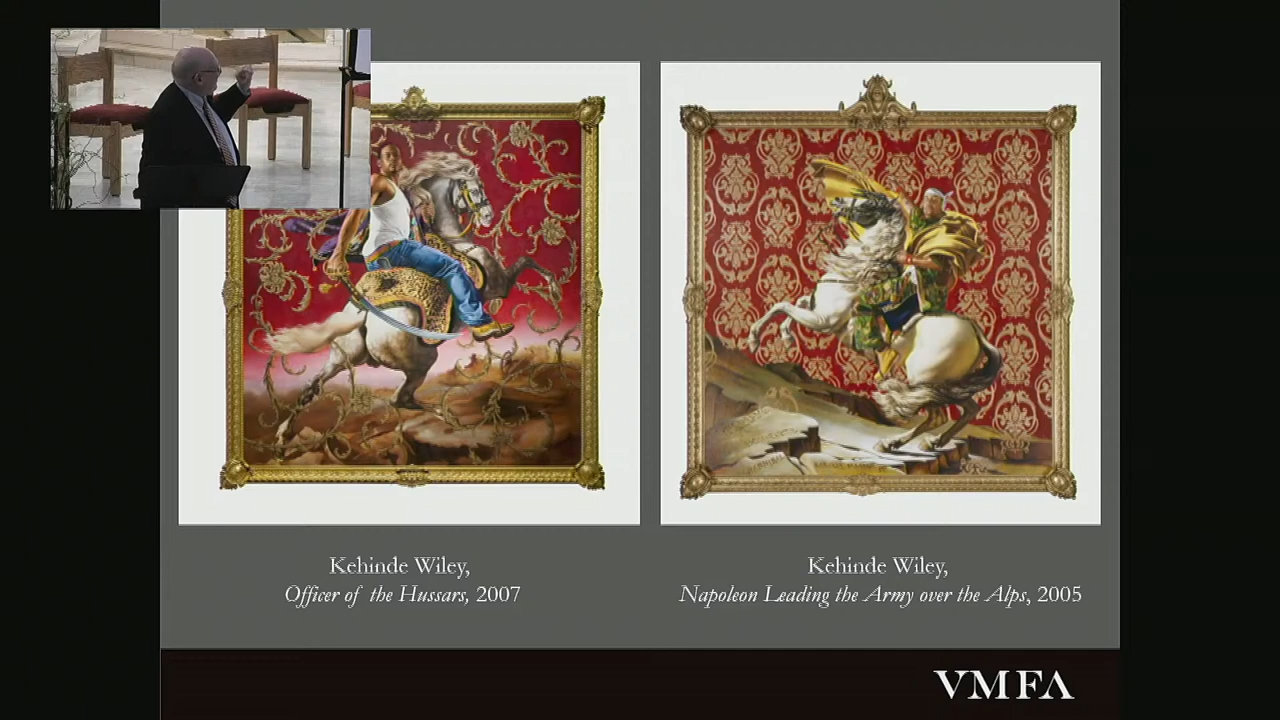 Kehinde Wiley,
Officer of the Hussars, 2007
Kehinde Wiley,
Napoleon Leading the Army over the Alps, 2005
VMFA